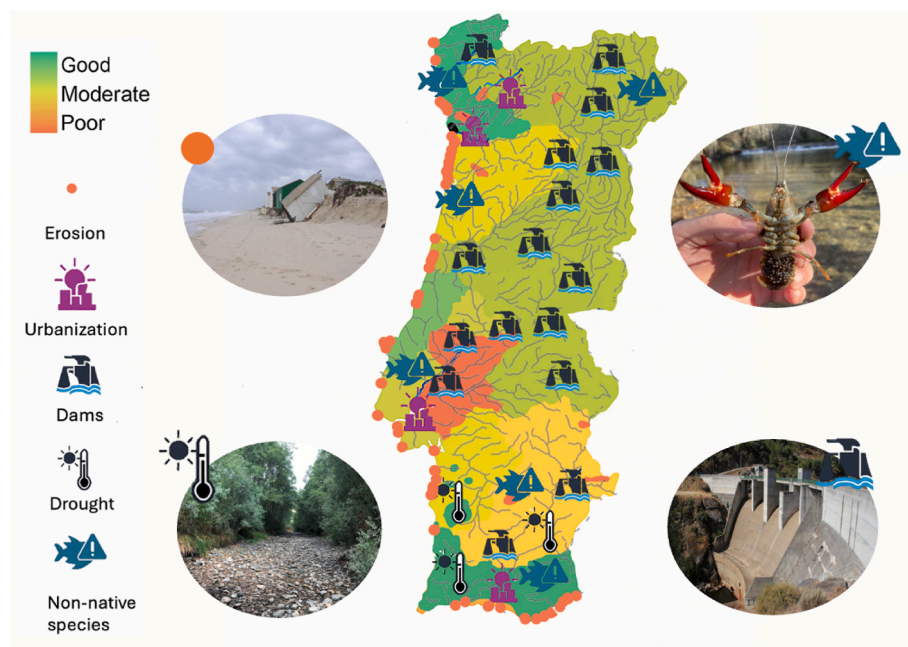 Good
Moderate
Poor
Erosion
Urbanization
Dams
Drought
Non-native
species